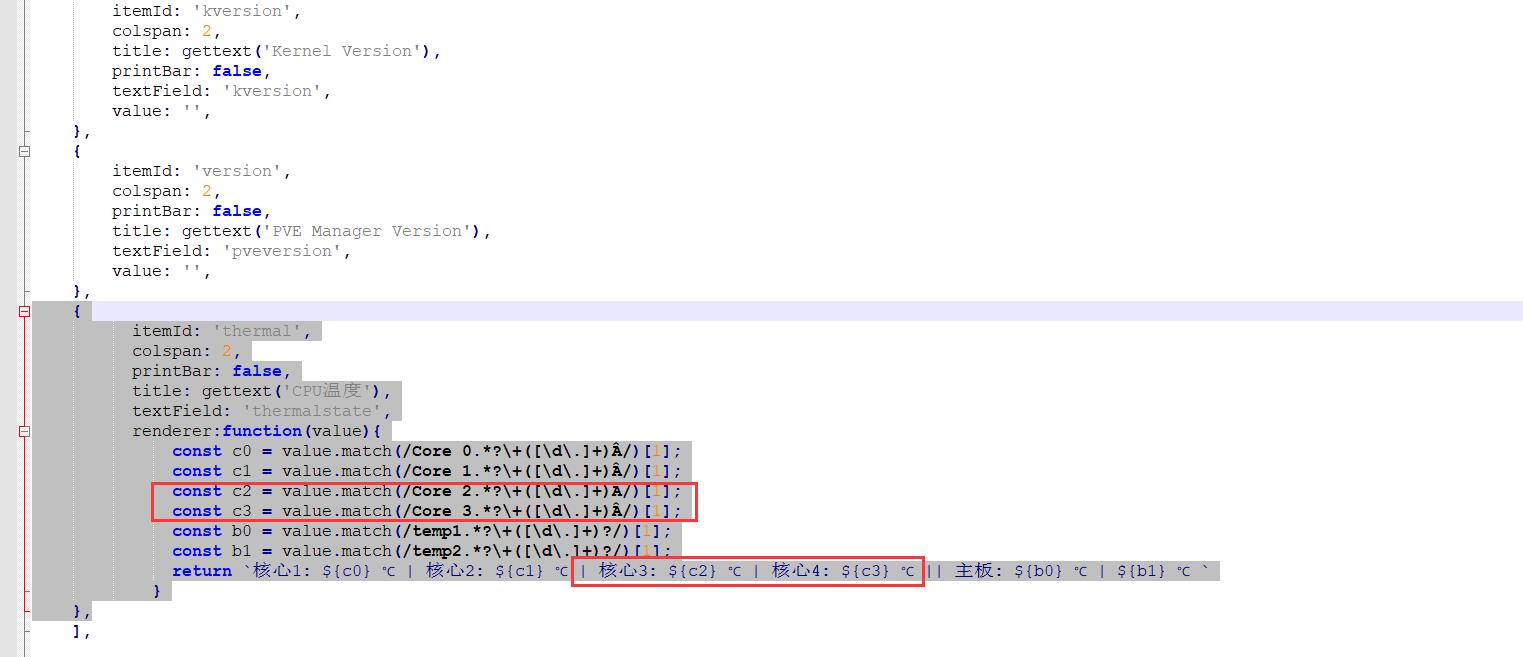 itemId: 'kversion',
colspan: 2,
title: gettext('Kernel Version'),
printBar: false,
textField: 'kversion',
value: '',
},
{
itemId: 'version',
colspan: 2,
printBar: false,
title: gettext('PVE Manager Version'),
textField: 'pveversion',
value: '',
},
{
itemId: 'thermal',
colspan: 2,
printBar: false,
title: gettext('CPU温度'),
textField: 'thermalstate',
renderer:function(value){
const c0 = value.match(/Core 0.*?\+([\d\.]+)Â/)[1];
const c1 = value.match(/Core 1.*?\+([\d\.]+)Â/)[1];
const c2 = value.match(/Core 2.*?\+([\d\.]+)Â/)[1];
const c3 = value.match(/Core 3.*?\+([\d\.]+)Â/)[1];
const b0 = value.match(/temp1.*?\+([\d\.]+)?/)[1];
const b1 = value.match(/temp2.*?\+([\d\.]+)?/)[1];
return `核心1: ${c0} ℃ | 核心2: ${c1} ℃ | 核心3: ${c2} ℃ | 核心4: ${c3} ℃ || 主板: ${b0} ℃ | ${b1} ℃ `
}
},
],